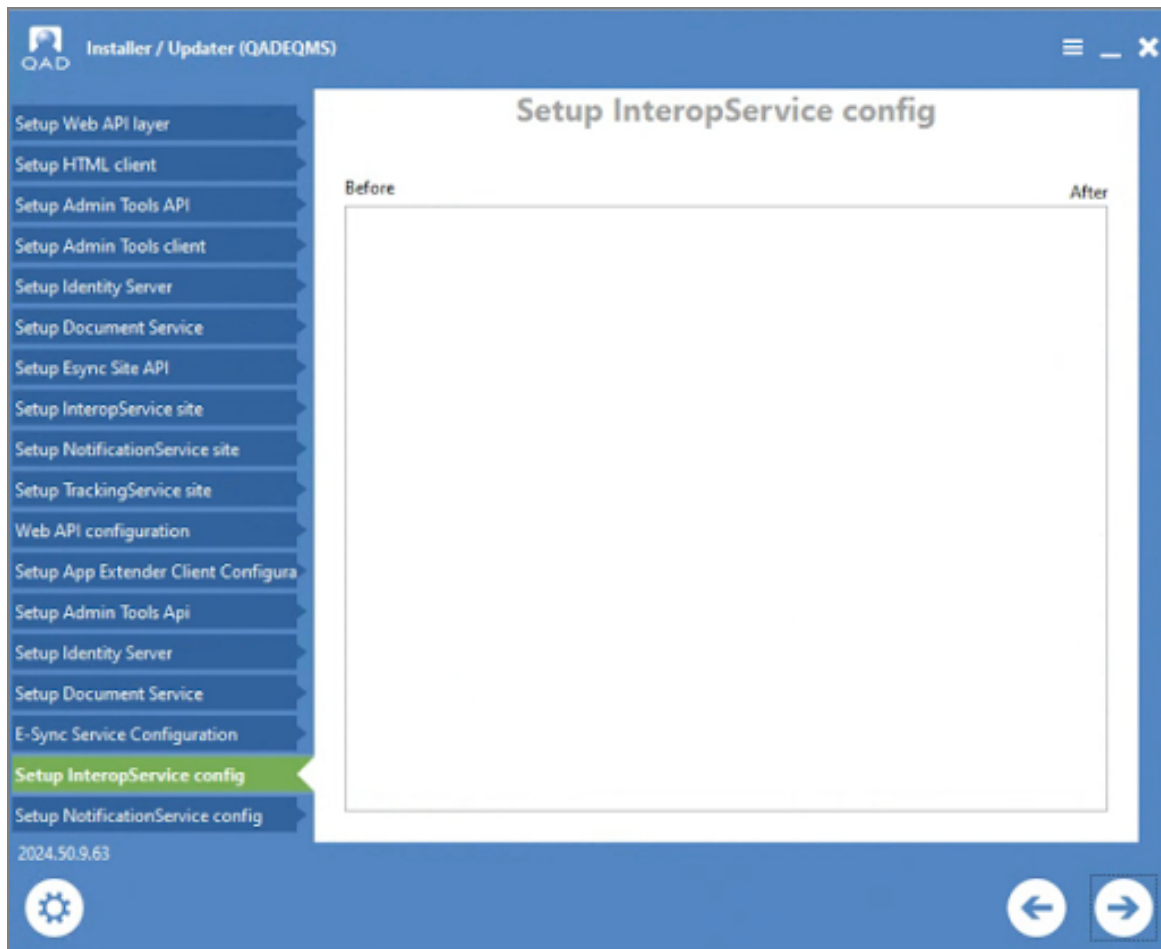 QAD
Installer / Updater (QADEQMS)
Setup Web API layer
Setup HTML client
Setup Admin Tools API
Setup Admin Tools client
Setup Identity Server
Setup Document Service
Setup Esync Site API
Setup InteropService site
Setup NotificationService site
Setup TrackingService site
Web API configuration
Setup App Extender Client Configura
Setup Admin Tools Api
Setup Identity Server
Setup Document Service
E-Sync Service Configuration
Setup InteropService config
Setup NotificationService config
2024.50.9.63
Setup InteropService config
Before
After